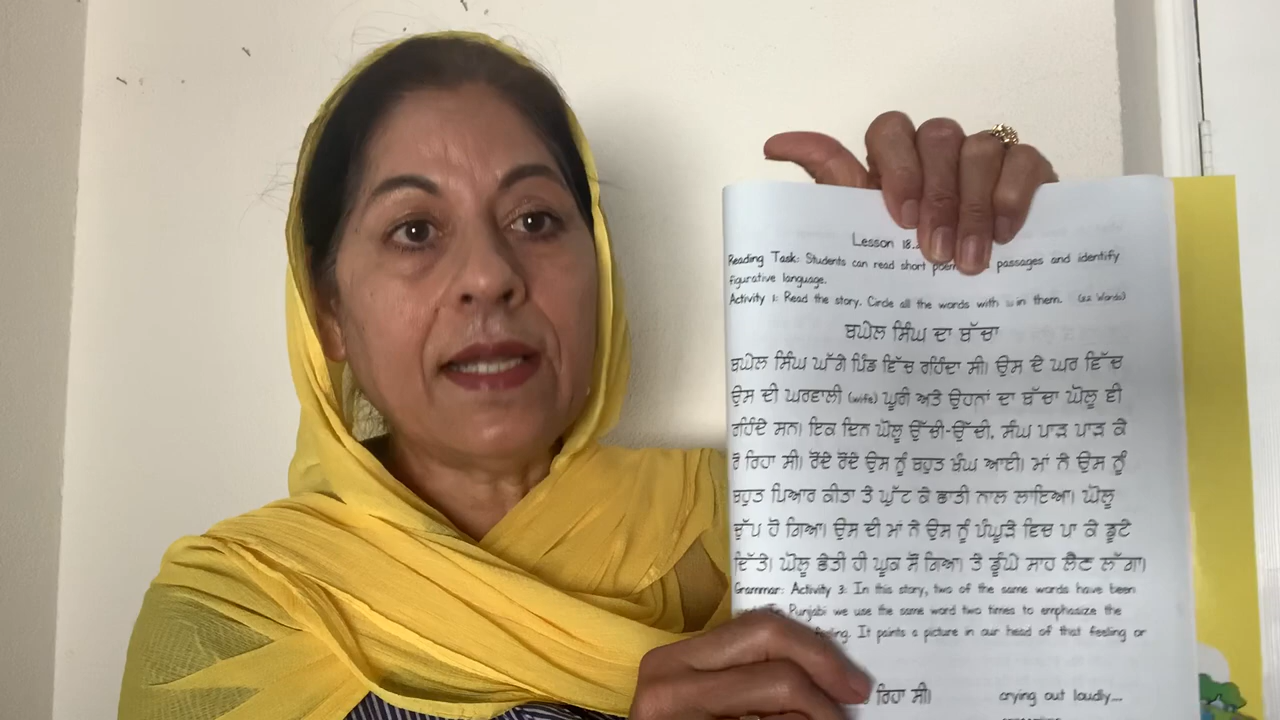 Lesson 18.
Reading Task: Students can read short passages and identify
figurative language.
Activity 1: Read the story. Circle all the words with in them. (22 Words)
ਬਘੇਲ ਸਿੰਘ ਦਾ ਬੱਚਾ
ਬਘੇਲ ਸਿੰਘ ਘੱਗੇ ਪਿੰਡ ਵਿੱਚ ਰਹਿੰਦਾ ਸੀ। ਉਸ ਦੇ ਘਰ ਵਿੱਚ
ਉਸ ਦੀ ਘਰਵਾਲੀ (wife) ਘੂਰੀ ਅਤੇ ਉਹਨਾਂ ਦਾ ਬੱਚਾ ਘੋਲੂ ਵੀ
ਰਹਿੰਦੇ ਸਨ। ਇਕ ਦਿਨ ਘੋਲੂ ਉੱਚੀ-ਉੱਚੀ, ਸੰਘ ਪਾੜ ਪਾੜ ਕੇ
ਰੋ ਰਿਹਾ ਸੀ। ਰੋਂਦੇ ਰੋਂਦੇ ਉਸ ਨੂੰ ਬਹੁਤ ਖੰਘ ਆਈ। ਮਾਂ ਨੇ ਉਸ ਨੂੰ
ਬਹੁਤ ਪਿਆਰ ਕੀਤਾ ਤੇ ਘੁੱਟ ਕੇ ਛਾਤੀ ਨਾਲ ਲਾਇਆ। ਘੋਲੂ
ਚੁੱਪ ਹੋ ਗਿਆ। ਉਸ ਦੀ ਮਾਂ ਨੇ ਉਸ ਨੂੰ ਪੰਘੂੜੇ ਵਿਚ ਪਾ ਕੇ ਝੂਟੇ
ਦਿੱਤੇ। ਘੋਲੂ ਛੇਤੀ ਹੀ ਘੂਕ ਸੌਂ ਗਿਆ। ਤੇ ਡੂੰਘੇ ਸਾਹ ਲੈਣ ਲੱਗਾ।
Grammar: Activity 3: In this story, two of the same words have been
Punjabi we use the same word two times to emphasize the
feeling. It paints a picture in our head of that feeling or
ਰਿਹਾ ਸੀ। crying out loudly...